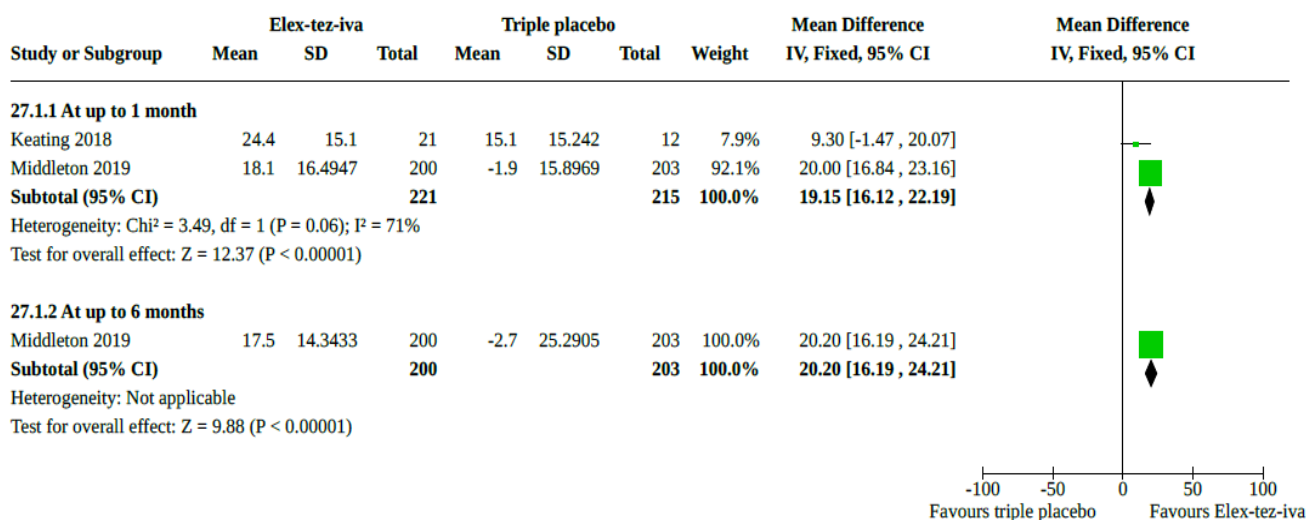 Elex-tez-iva Triple placebo Mean Difference Mean Difference
Study or Subgroup Mean SD Total Mean SD Total Weight IV, Fixed, 95% CI IV, Fixed, 95% CI
27.1.1 At up to 1 month
Keating 2018 24.4 15.1 21 15.1 15.242 12 7.9% 9.30 [-1.47 , 20.07]
Middleton 2019 18.1 16.4947 200 -1.9 15.8969 203 92.1% 20.00 [16.84 , 23.16]
Subtotal (95% CI) 221 215 100.0% 19.15 [16.12 , 22.19]
Heterogeneity: Chi² = 3.49, df = 1 (P = 0.06); I² = 71%
Test for overall effect: Z = 12.37 (P < 0.00001)
27.1.2 At up to 6 months
Middleton 2019 17.5 14.3433 200 -2.7 25.2905 203 100.0% 20.20 [16.19 , 24.21]
Subtotal (95% CI) 200 203 100.0% 20.20 [16.19 , 24.21]
Heterogeneity: Not applicable
Test for overall effect: Z = 9.88 (P < 0.00001)
-100 -50 0 50 100
Favours triple placebo Favours Elex-tez-iva